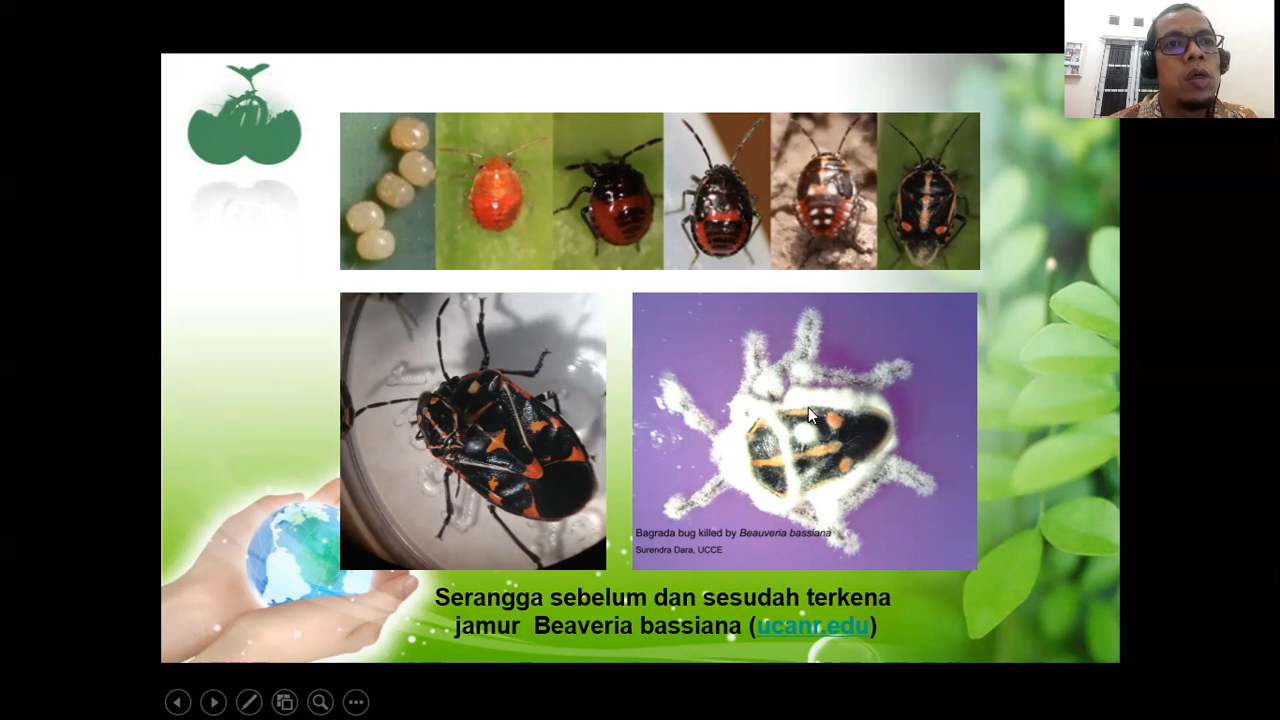 Bagrada bug killed by Beauveria bassiana
Surendra Dara, UCCE
Serangga sebelum dan sesudah terkena
jamur Beaveria bassiana (ucanr.edu)